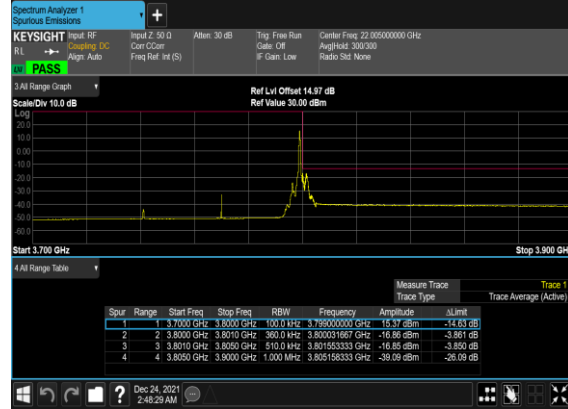 Spectrum Analyzer 1
Spurious Emissions
KEYSIGHT Input: RF Input Z: 50 Ω Atten: 30 dB Trig: Free Run Center Freq: 22.005000000 GHz
RL Coupling: DC Corr CCorr Gate: Off Avg|Hold: 300/300
Align: Auto Freq Ref: Int (S) IF Gain: Low Radio Std: None
PASS
3 All Range Graph Ref Lvl Offset 14.97 dB
Scale/Div 10.0 dB Ref Value 30.00 dBm
Log
20.0
10.0
0.00
-10.0
-20.0
-30.0
-40.0
-50.0
-60.0
Start 3.700 GHz Stop 3.900 GH
4 All Range Table
Measure Trace Trace 1
Trace Type Trace Average (Active)
Spur Range Start Freq Stop Freq RBW Frequency Amplitude ΔLimit
1 1 3.7000 GHz 3.8000 GHz 100.0 kHz 3.799000000 GHz 15.37 dBm -14.63 dB
2 2 3.8000 GHz 3.8010 GHz 360.0 kHz 3.800031667 GHz -16.86 dBm -3.861 dB
3 3 3.8010 GHz 3.8050 GHz 510.0 kHz 3.801553333 GHz -16.85 dBm -3.850 dB
4 4 3.8050 GHz 3.9000 GHz 1.000 MHz 3.805158333 GHz -39.09 dBm -26.09 dB
Dec 24, 2021
2:48:29 AM